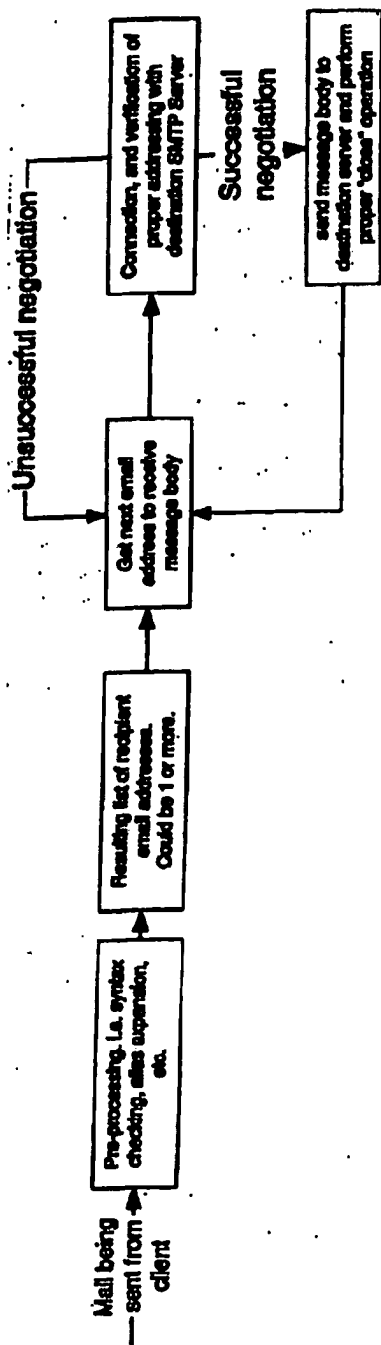 Mail being
sent from
client
Pre-processing. i.e. syntax
checking, alias expansion,
etc.
Resulting list of recipient
email addresses.
Could be 1 or more.
Get next email
address to receive
message body
Unsuccessful negotiation
Connection, and verification of
proper addressing with
destination SMTP Server
Successful
negotiation
send message body to
destination server and perform
proper "close" operation